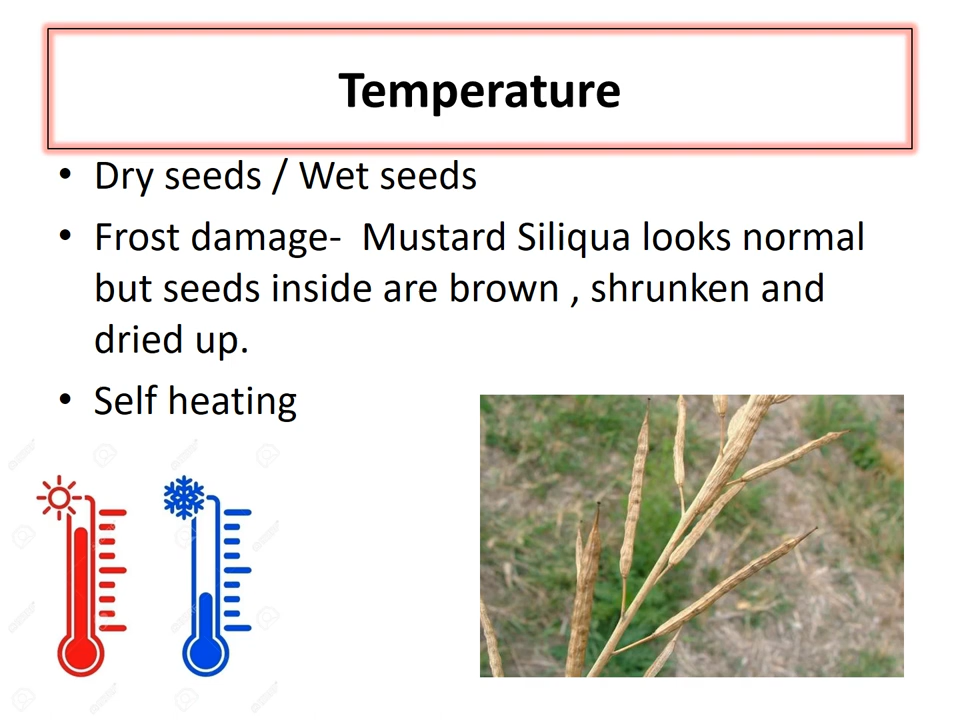 Temperature
• Dry seeds / Wet seeds
• Frost damage-  Mustard Siliqua looks normal
but seeds inside are brown , shrunken and
dried up.
• Self heating